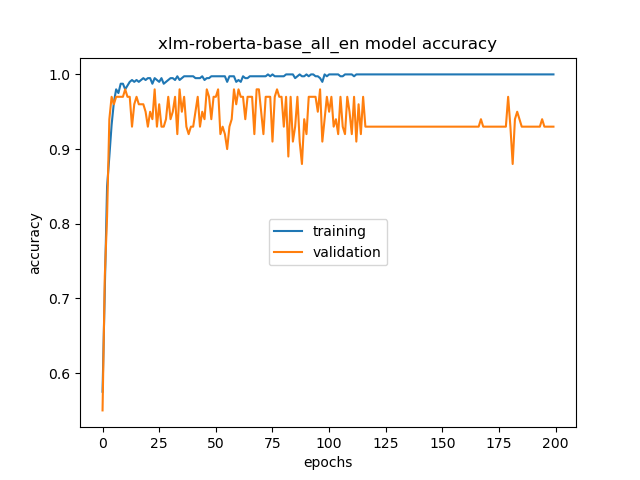 xlm-roberta-base_all_en model accuracy
1.0
0.9
0.8
0.7
0.6
accuracy
training
validation
0 25 50 75 100 125 150 175 200
epochs